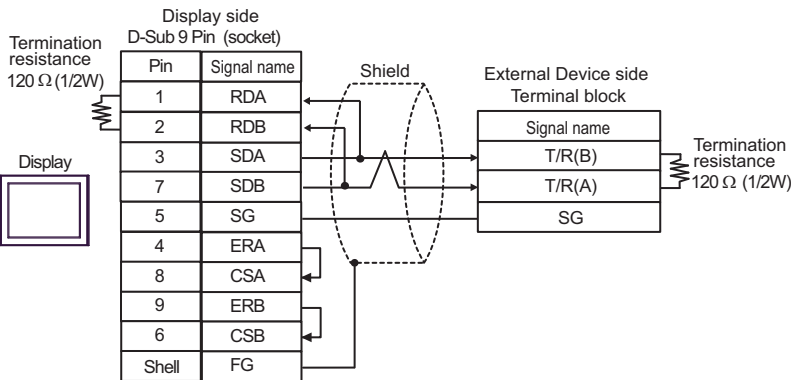 Display side
D-Sub 9 Pin (socket)
Termination
resistance
120 Ω (1/2W)
Pin Signal name
1 RDA
2 RDB
3 SDA
7 SDB
5 SG
4 ERA
8 CSA
9 ERB
6 CSB
Shell FG
Display
Shield
External Device side
Terminal block
Signal name
T/R(B)
T/R(A)
SG
Termination
resistance
120 Ω (1/2W)